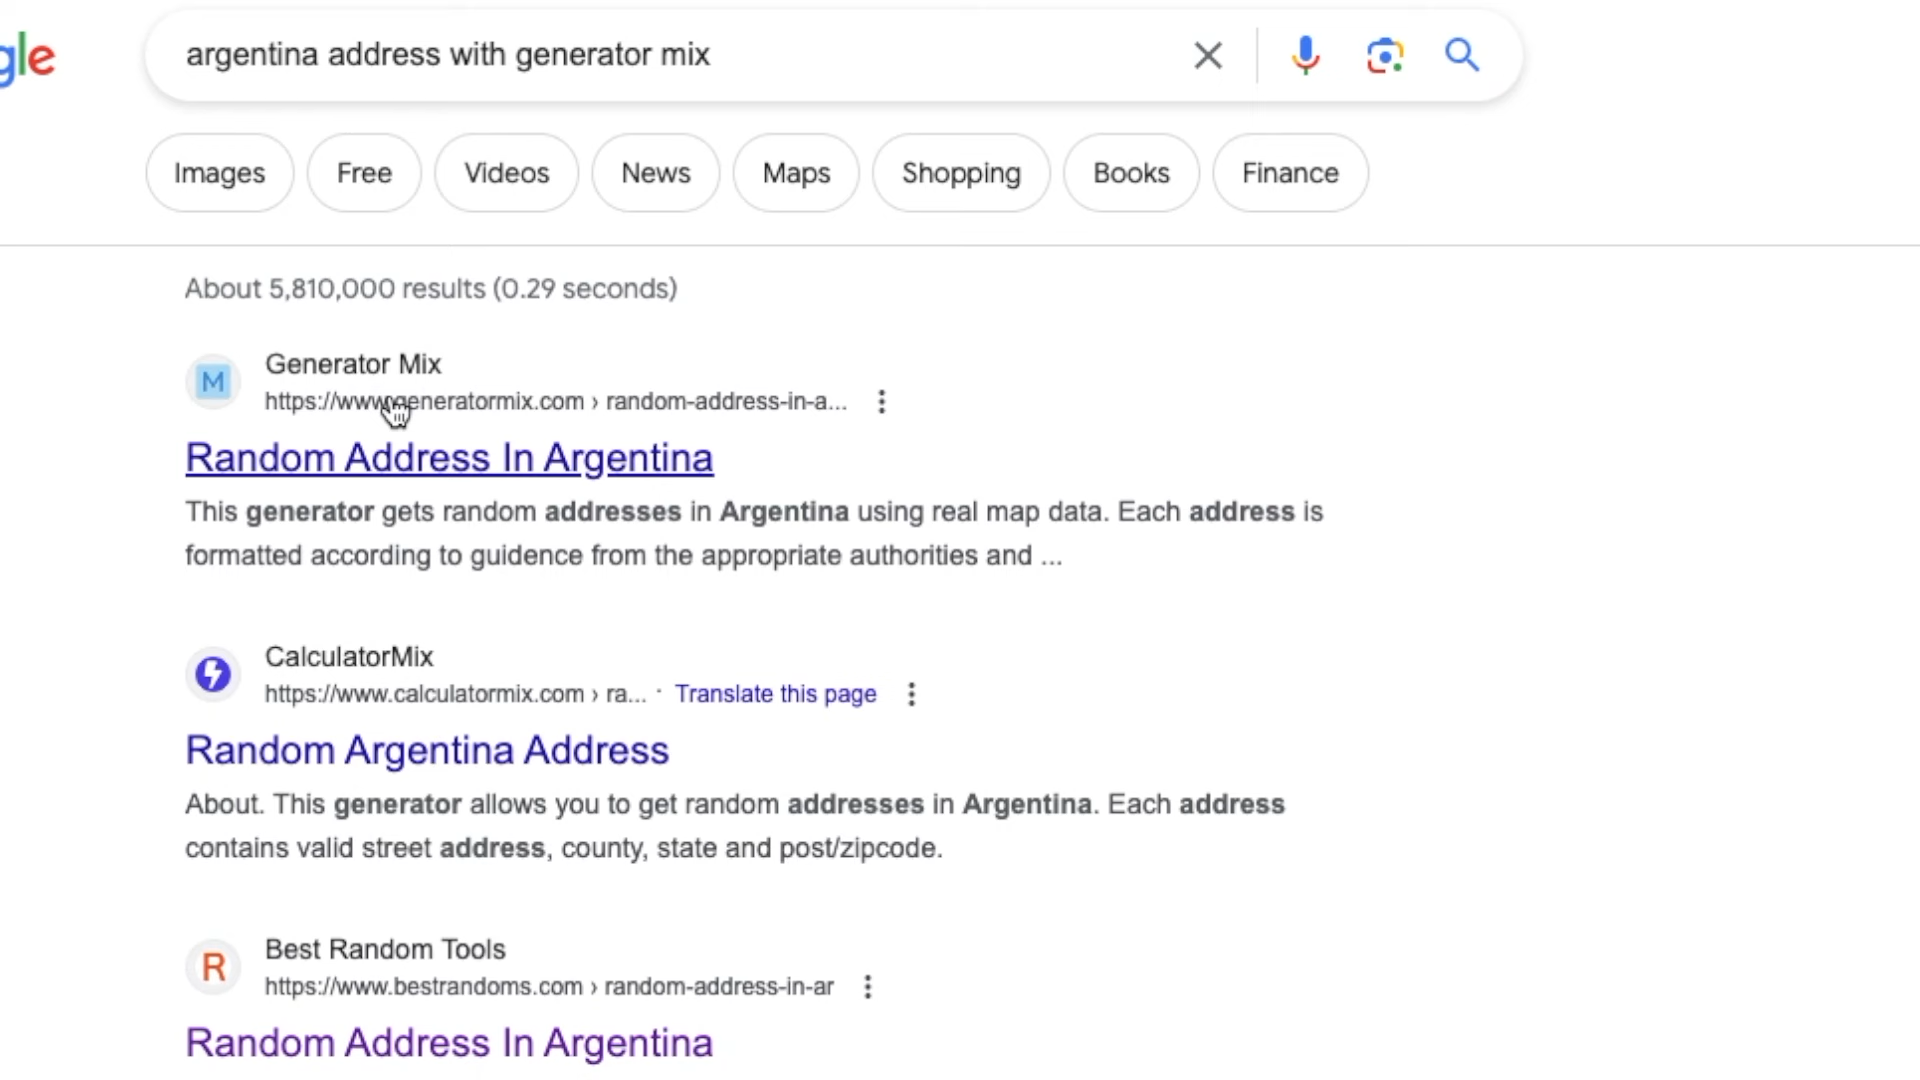 gle
argentina address with generator mix
Images Free Videos News Maps Shopping Books Finance
About 5,810,000 results (0.29 seconds)
M
Generator Mix
https://www.generatormix.com › random-address-in-a...
Random Address In Argentina
This generator gets random addresses in Argentina using real map data. Each address is
formatted according to guidence from the appropriate authorities and ...
CalculatorMix
https://www.calculatormix.com › ra... · Translate this page
Random Argentina Address
About. This generator allows you to get random addresses in Argentina. Each address
contains valid street address, county, state and post/zipcode.
R
Best Random Tools
https://www.bestrandoms.com › random-address-in-ar
Random Address In Argentina